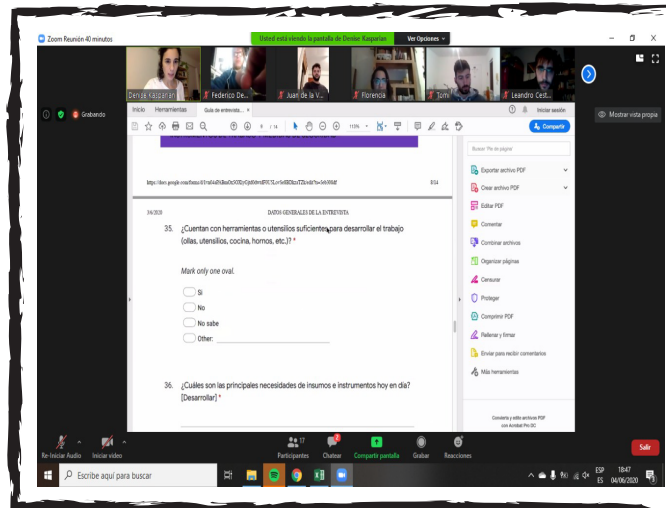 Zoom Reunión 40 minutos
Usted está viendo la pantalla de Denise Kasparian
Ver Opciones
Denise Kasparian
Federico De...
Juan de la V...
Florencia
Tomi
Leandro Cest...
Grabando
Mostrar vista propia
Inicio
Herramientas
Guía de entrevista...
Iniciar sesión
9 / 14
115%
Compartir
8/14
3/6/2020
DATOS GENERALES DE LA ENTREVISTA
35. ¿Cuentan con herramientas o utensilios suficientes para desarrollar el trabajo
(ollas, utensilios, cocina, hornos, etc.)? *
Mark only one oval.
Si
No
No sabe
Other:
36. ¿Cuáles son las principales necesidades de insumos e instrumentos hoy en día?
[Desarrollar] *
Exportar archivo PDF
Crear archivo PDF
Editar PDF
Comentar
Combinar archivos
Organizar páginas
Censurar
Proteger
Comprimir PDF
Rellenar y firmar
Enviar para recibir comentarios
Más herramientas
Convierta y edite archivos PDF
con Acrobat Pro DC
Re-Iniciar Audio
Iniciar video
17
2
Participantes
Chatear
Compartir pantalla
Grabar
Reacciones
Salir
Escribe aquí para buscar
ESP
ES
18:47
04/06/2020